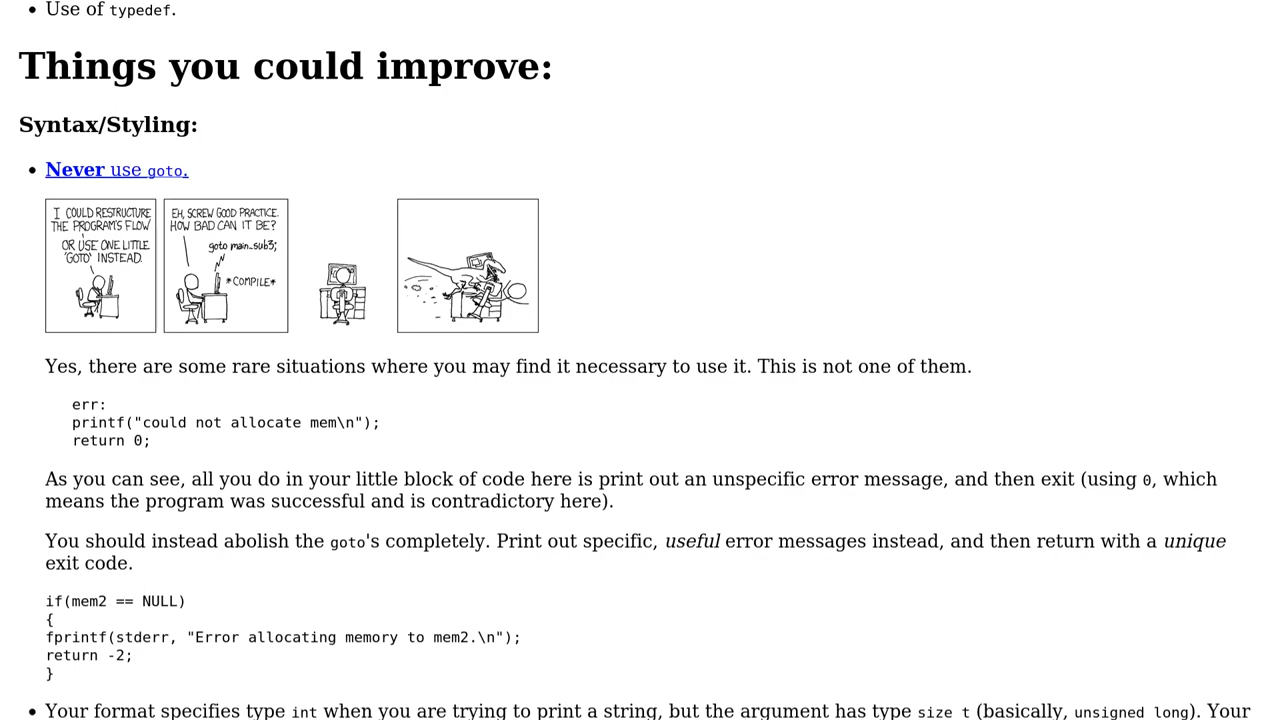 • Use of typedef.
Things you could improve:
Syntax/Styling:
• Never use goto.
I COULD RESTRUCTURE
THE PROGRAM'S FLOW
OR USE ONE LITTLE
'GOTO' INSTEAD.
EH, SCREW GOOD PRACTICE.
HOW BAD CAN IT BE?
goto main_sub3;
*COMPILE*
Yes, there are some rare situations where you may find it necessary to use it. This is not one of them.
err:
printf("could not allocate mem\n");
return 0;
As you can see, all you do in your little block of code here is print out an unspecific error message, and then exit (using 0, which
means the program was successful and is contradictory here).
You should instead abolish the goto's completely. Print out specific, useful error messages instead, and then return with a unique
exit code.
if(mem2 == NULL)
{
fprintf(stderr, "Error allocating memory to mem2.\n");
return -2;
}
• Your format specifies type int when you are trying to print a string, but the argument has type size_t (basically, unsigned long). Your